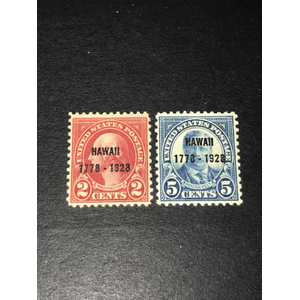 UNITED STATES POSTAGE
HAWAII
1778 - 1928
2 CENTS 2
UNITED STATES POSTAGE
HAWAII
1778 - 1928
5 CENTS 5